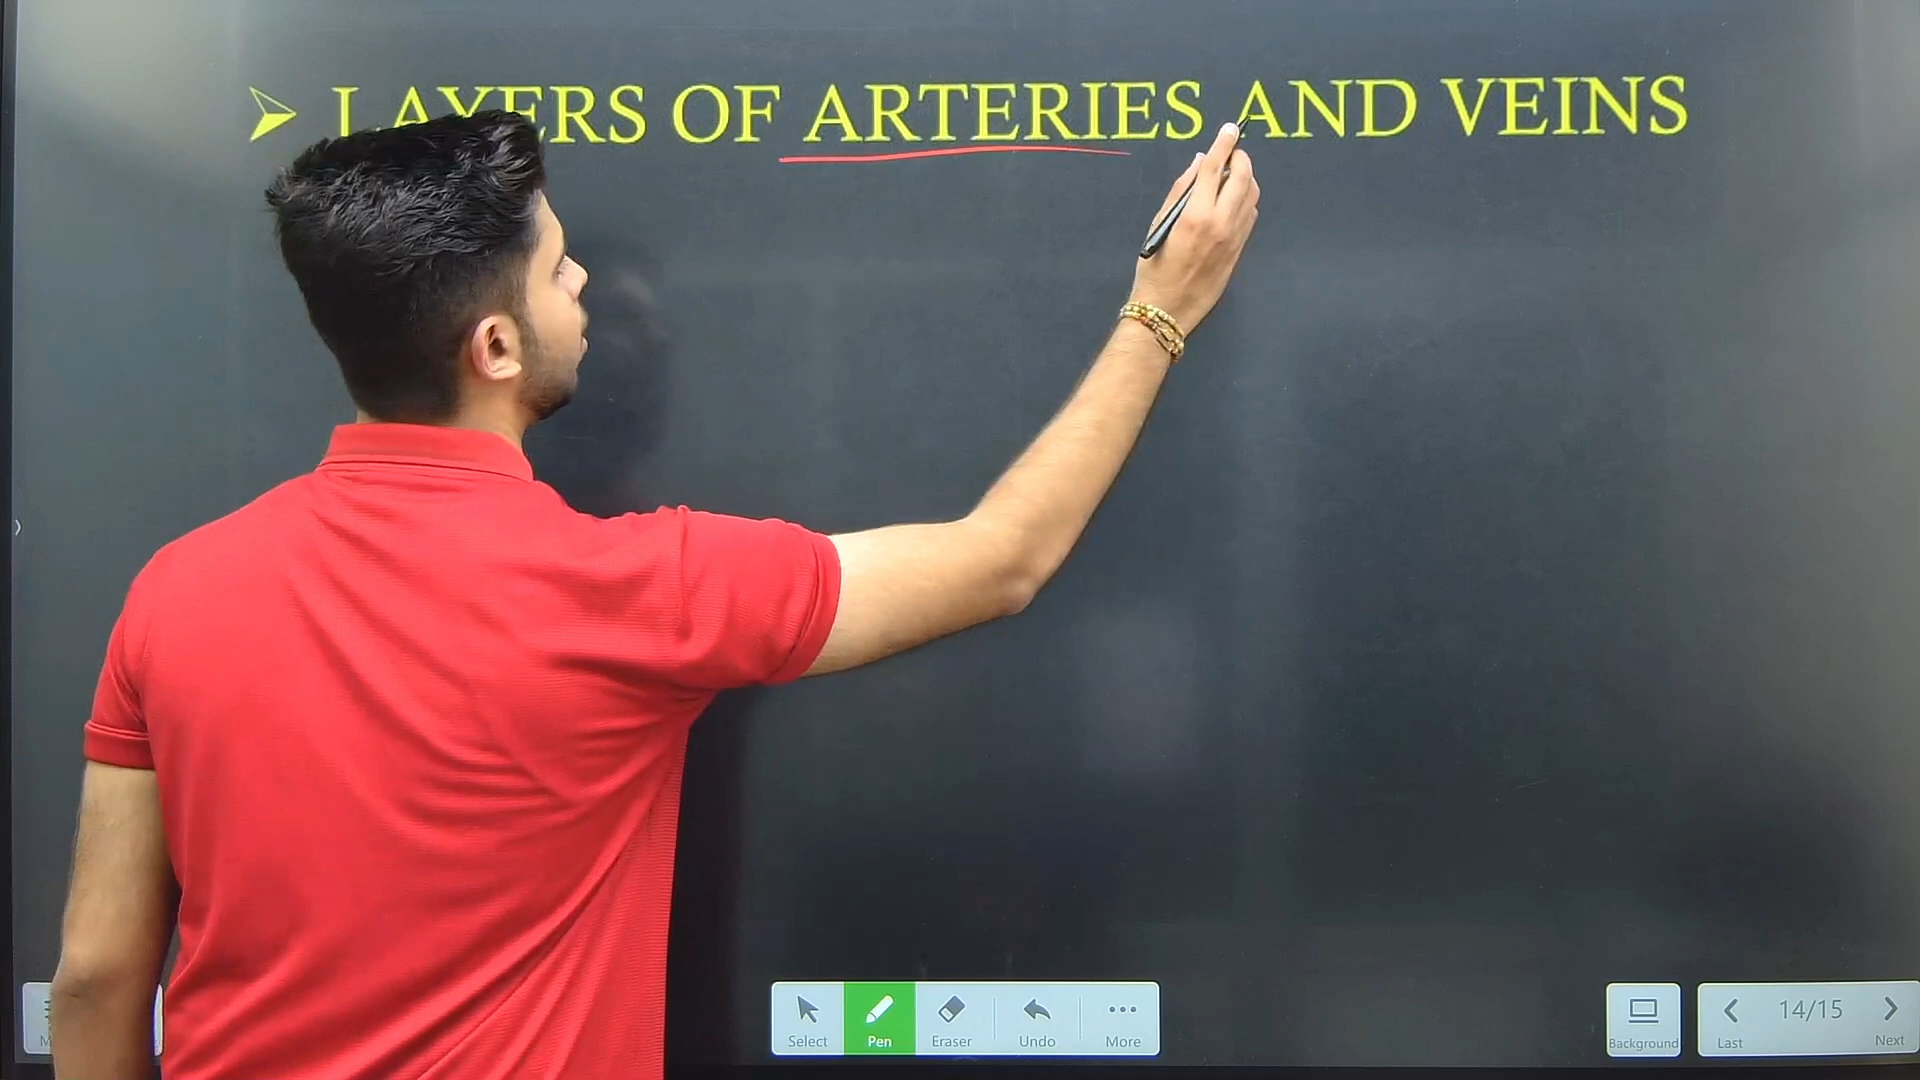 ➤ LAYERS OF ARTERIES AND VEINS
Select Pen Eraser Undo More
Background
14/15
Last Next